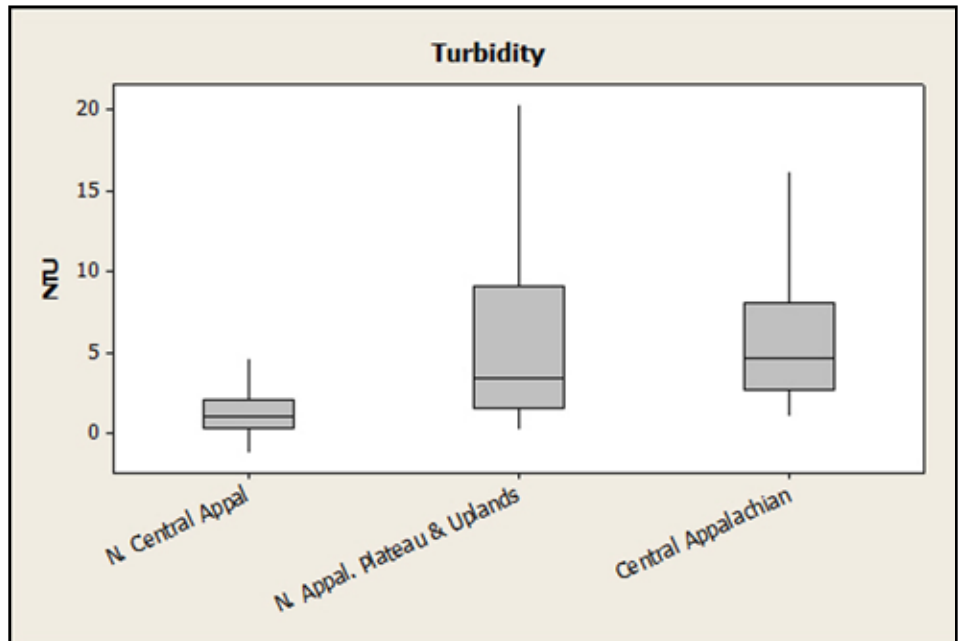 Turbidity
NTU
20
15
10
5
0
N. Central Appal
N. Appal. Plateau & Uplands
Central Appalachian